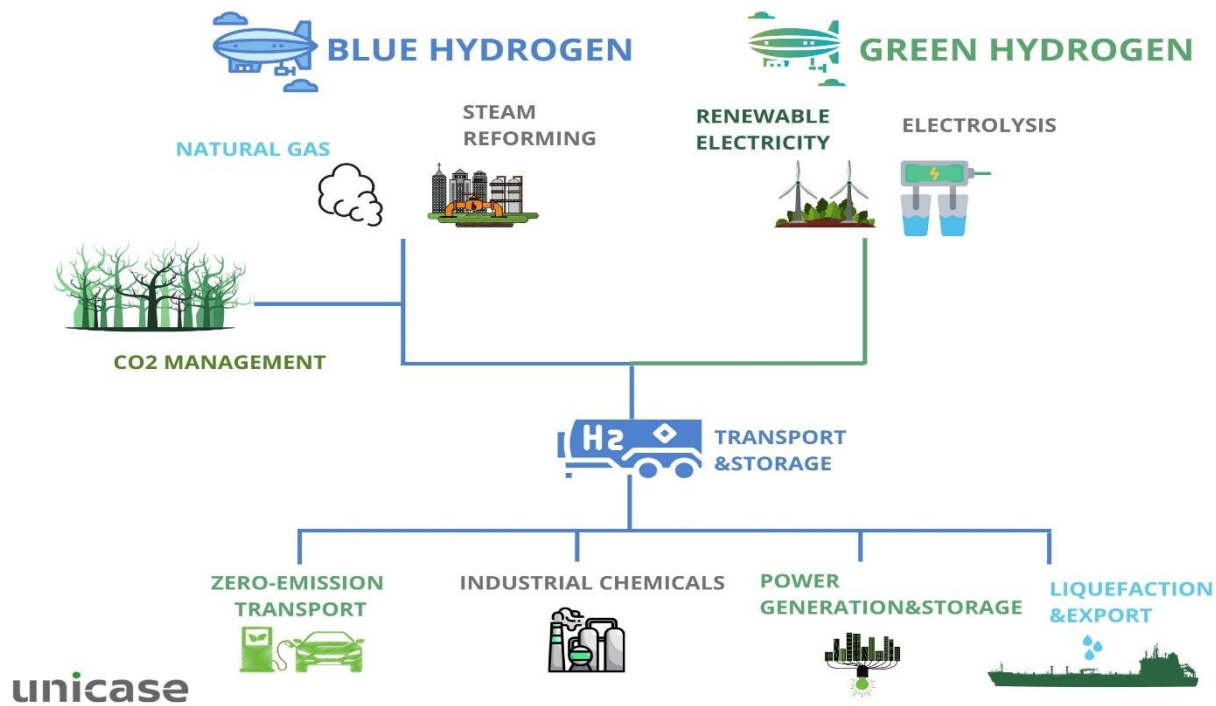 BLUE HYDROGEN
GREEN HYDROGEN
NATURAL GAS
STEAM
REFORMING
RENEWABLE
ELECTRICITY
ELECTROLYSIS
CO2 MANAGEMENT
H2
TRANSPORT
&STORAGE
ZERO-EMISSION
TRANSPORT
INDUSTRIAL CHEMICALS
POWER
GENERATION&STORAGE
LIQUEFACTION
&EXPORT
unicase